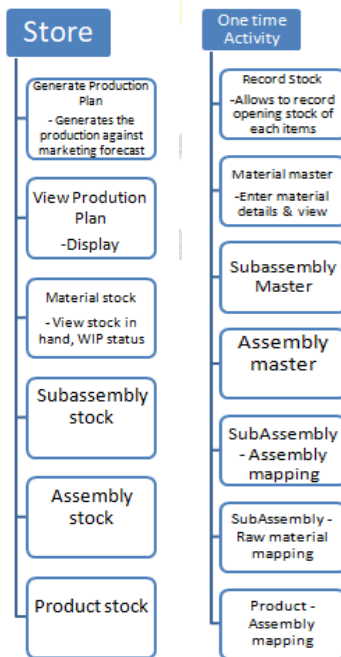 Store
Generate Production
Plan
- Generates the
production against
marketing forecast
View Prodution
Plan
-Display
Material stock
- View stock in
hand, WIP status
Subassembly
stock
Assembly
stock
Product stock
One time
Activity
Record Stock
-Allows to record
opening stock of
each items
Material master
-Enter material
details & view
Subassembly
Master
Assembly
master
SubAssembly
- Assembly
mapping
SubAssembly -
Raw material
mapping
Product -
Assembly
mapping